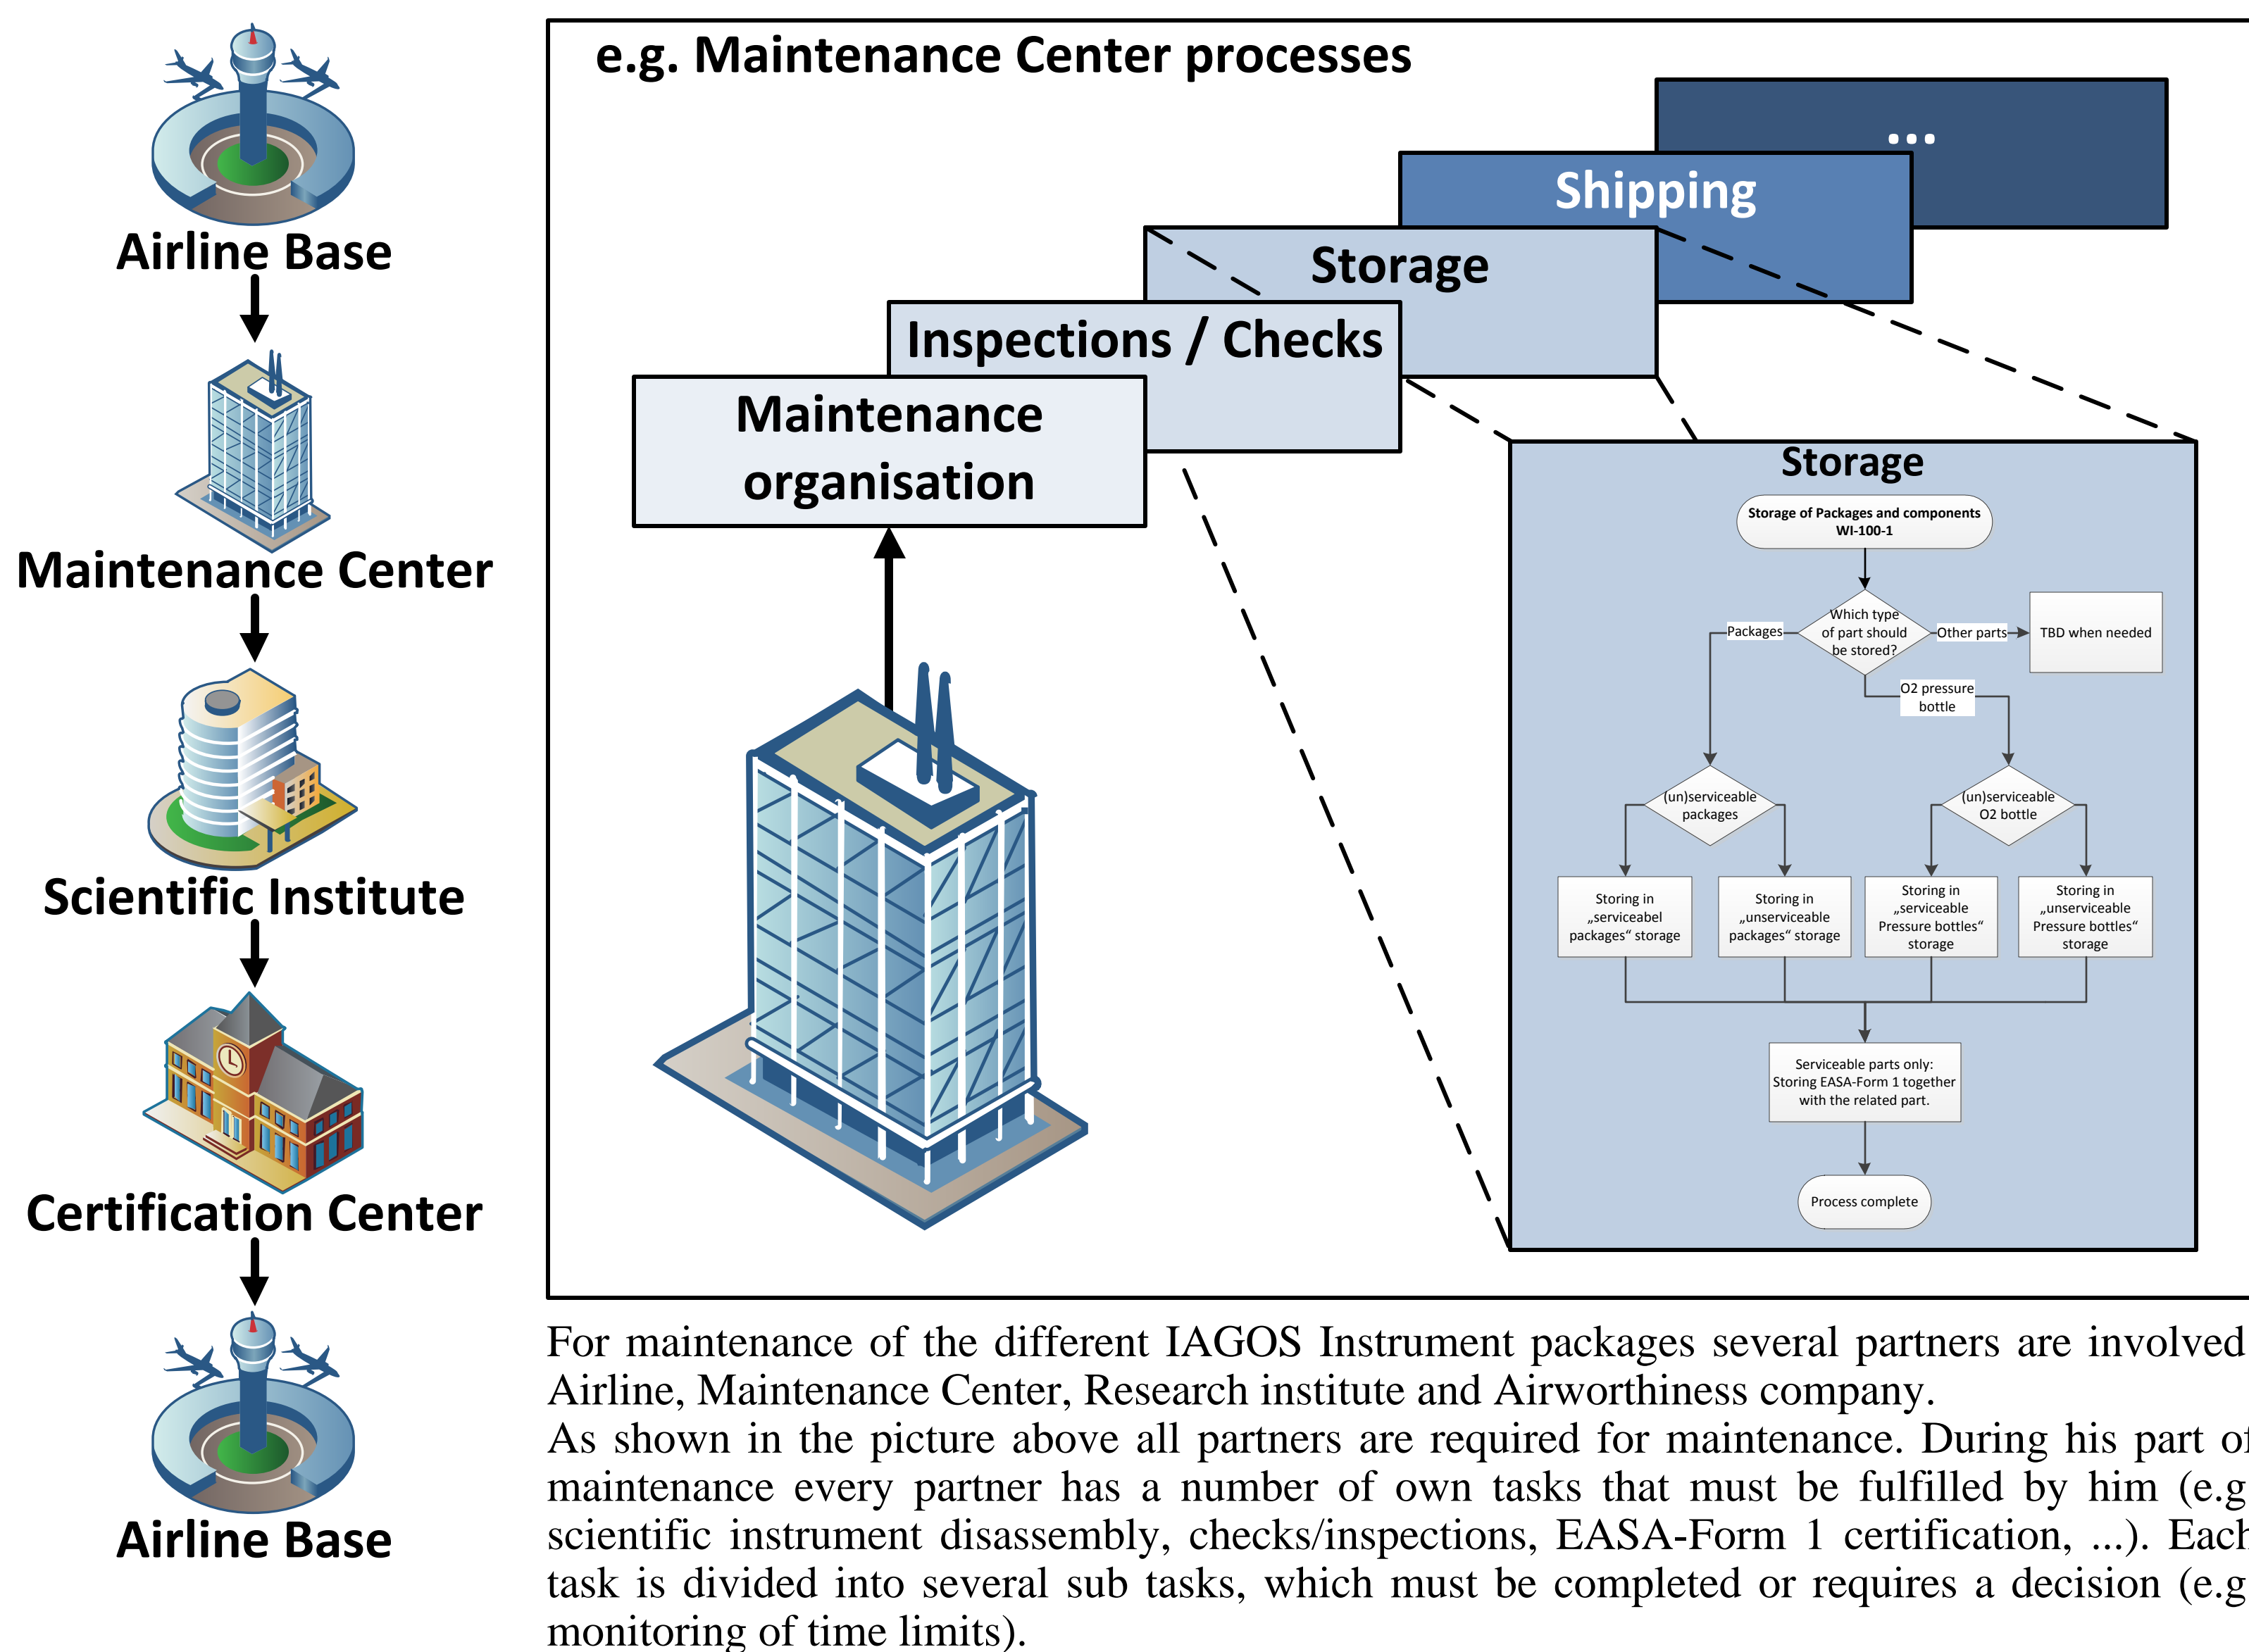 Airline Base
Maintenance Center
Scientific Institute
Certification Center
Airline Base
e.g. Maintenance Center processes
...
Shipping
Storage
Inspections / Checks
Maintenance
organisation
Storage
Storage of Packages and components
WI-100-1
Which type
of part should
be stored?
Packages
Other parts
TBD when needed
O2 pressure
bottle
(un)serviceable
packages
(un)serviceable
O2 bottle
Storing in
„serviceabel
packages“ storage
Storing in
„unserviceable
packages“ storage
Storing in
„serviceable
Pressure bottles“
storage
Storing in
„unserviceable
Pressure bottles“
storage
Serviceable parts only:
Storing EASA-Form 1 together
with the related part.
Process complete
For maintenance of the different IAGOS Instrument packages several partners are involved
Airline, Maintenance Center, Research institute and Airworthiness company.
As shown in the picture above all partners are required for maintenance. During his part of
maintenance every partner has a number of own tasks that must be fulfilled by him (e.g
scientific instrument disassembly, checks/inspections, EASA-Form 1 certification, ...). Each
task is divided into several sub tasks, which must be completed or requires a decision (e.g
monitoring of time limits).